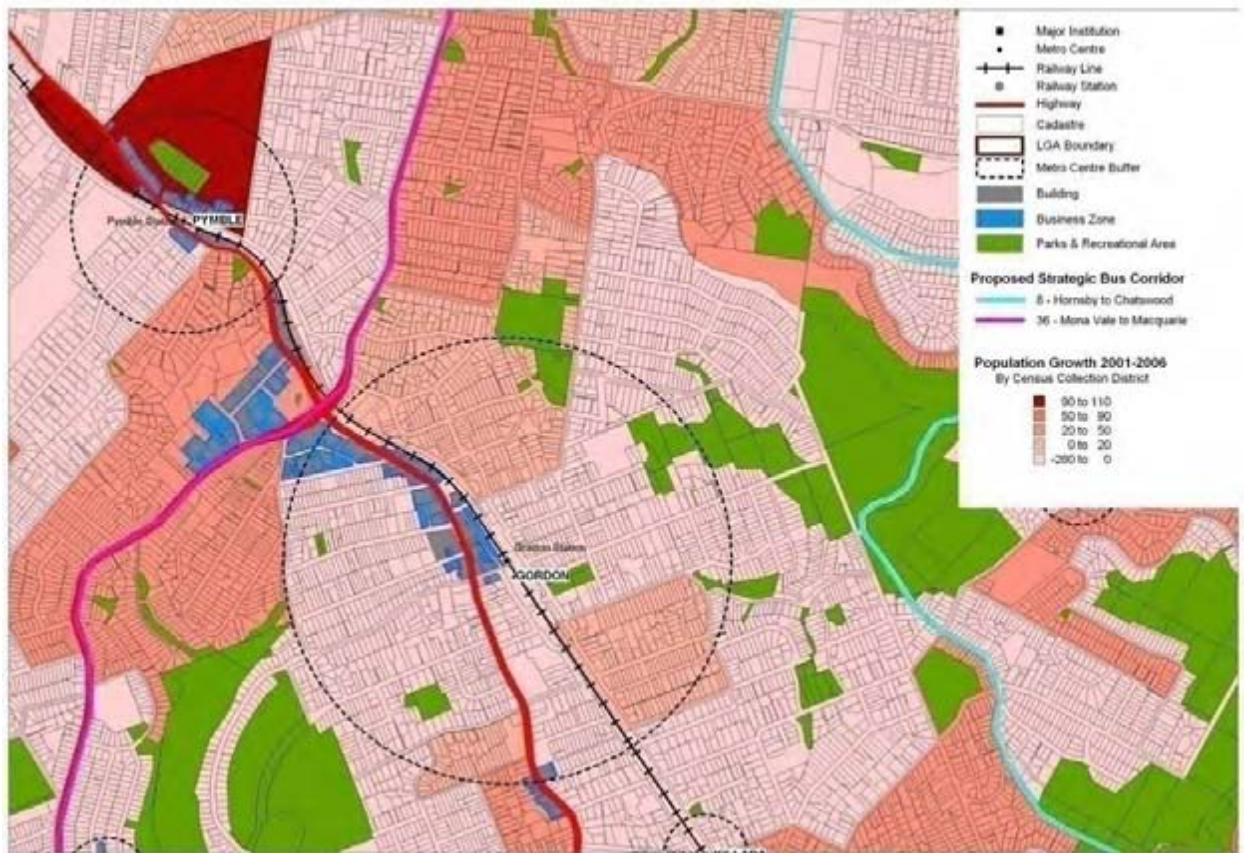 Major Institution
Metro Centre
Railway Line
Railway Station
Highway
Cadastre
LGA Boundary
Metro Centre Buffer
Building
Business Zone
Parks & Recreational Area
Proposed Strategic Bus Corridor
8 - Hornsby to Chatswood
36 - Mona Vale to Macquarie
Population Growth 2001-2006
By Census Collection District
90 to 110
50 to 90
20 to 50
0 to 20
-280 to 0
Pymble
PYMBLE
Gordon Station
GORDON